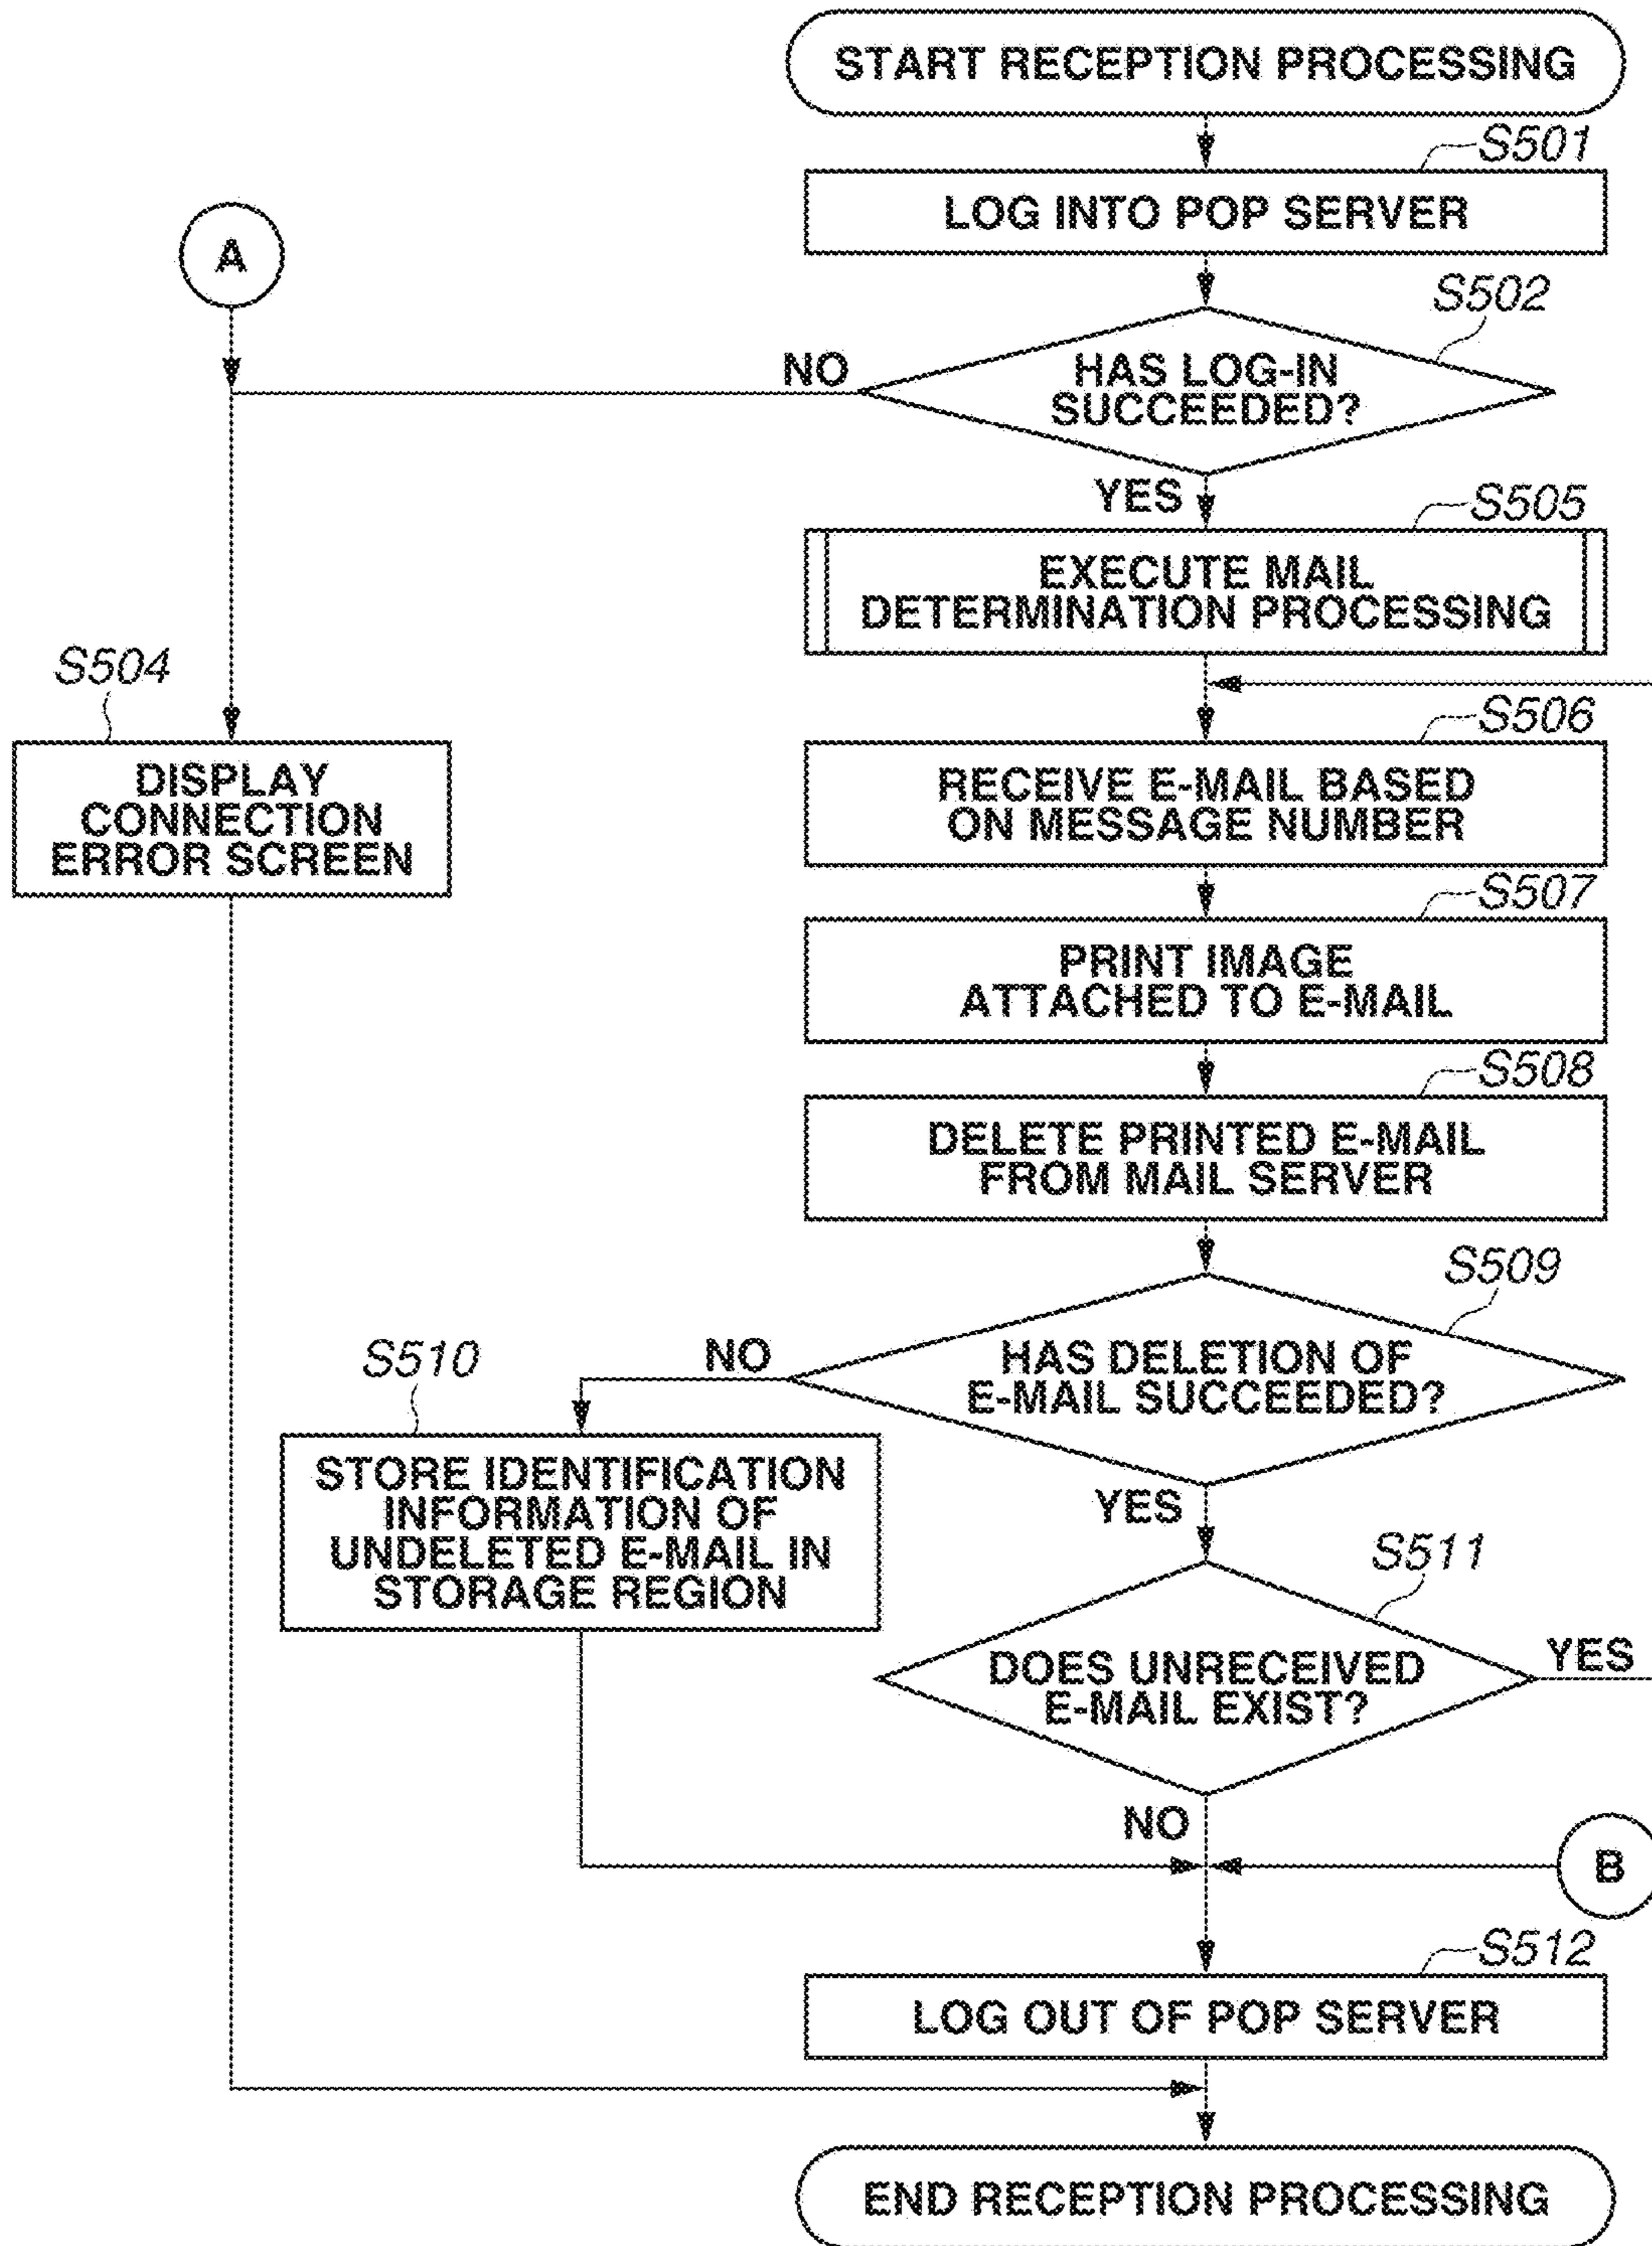 START RECEPTION PROCESSING
S501
LOG INTO POP SERVER
A
S502
NO
HAS LOG-IN
SUCCEEDED?
YES
S505
EXECUTE MAIL
DETERMINATION PROCESSING
S504
DISPLAY
CONNECTION
ERROR SCREEN
S506
RECEIVE E-MAIL BASED
ON MESSAGE NUMBER
S507
PRINT IMAGE
ATTACHED TO E-MAIL
S508
DELETE PRINTED E-MAIL
FROM MAIL SERVER
S509
NO
HAS DELETION OF
E-MAIL SUCCEEDED?
S510
STORE IDENTIFICATION
INFORMATION OF
UNDELETED E-MAIL IN
STORAGE REGION
YES
S511
DOES UNRECEIVED
E-MAIL EXIST?
YES
NO
B
S512
LOG OUT OF POP SERVER
END RECEPTION PROCESSING